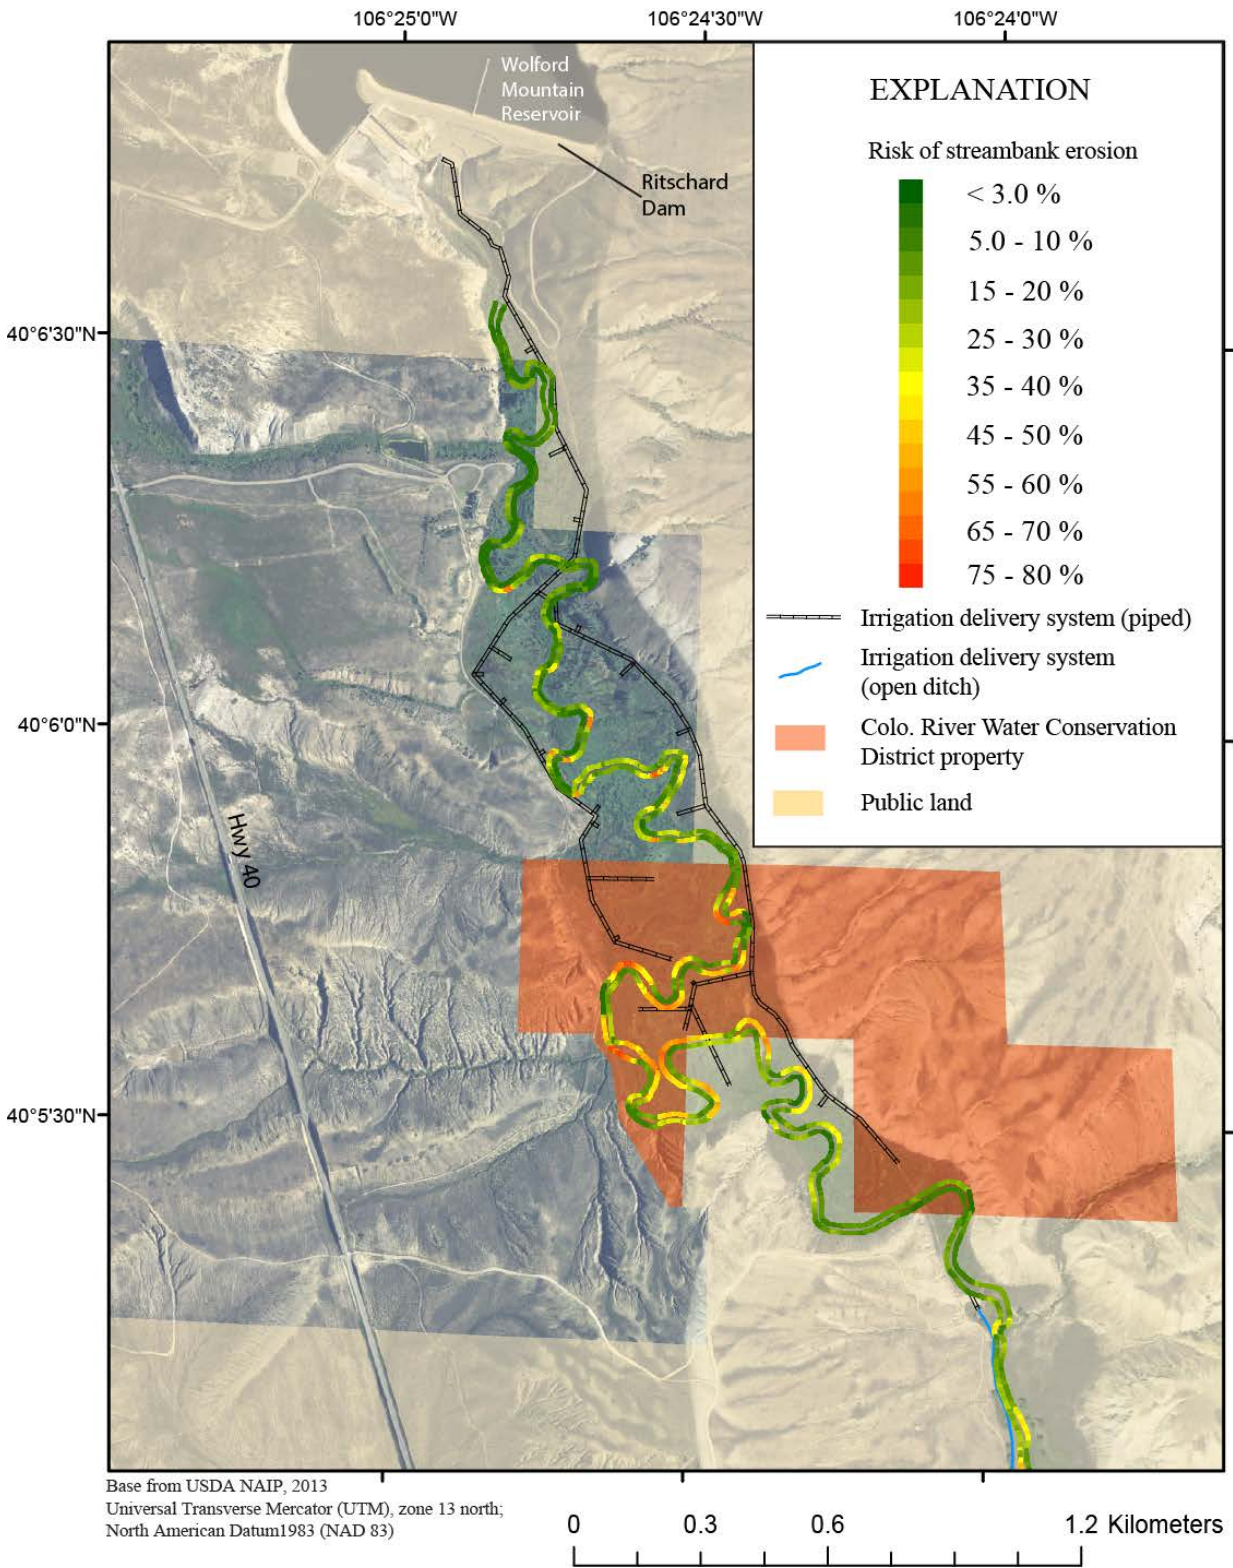 106°25'0"W
106°24'30"W
106°24'0"W
Wolford
Mountain
Reservoir
Ritschard
Dam
EXPLANATION
Risk of streambank erosion
< 3.0 %
5.0 - 10 %
15 - 20 %
25 - 30 %
35 - 40 %
45 - 50 %
55 - 60 %
65 - 70 %
75 - 80 %
Irrigation delivery system (piped)
Irrigation delivery system
(open ditch)
Colo. River Water Conservation
District property
Public land
40°6'30"N
40°6'0"N
Hwy 40
40°5'30"N
Base from USDA NAIP, 2013
Universal Transverse Mercator (UTM), zone 13 north;
North American Datum1983 (NAD 83)
0 0.3 0.6 1.2 Kilometers